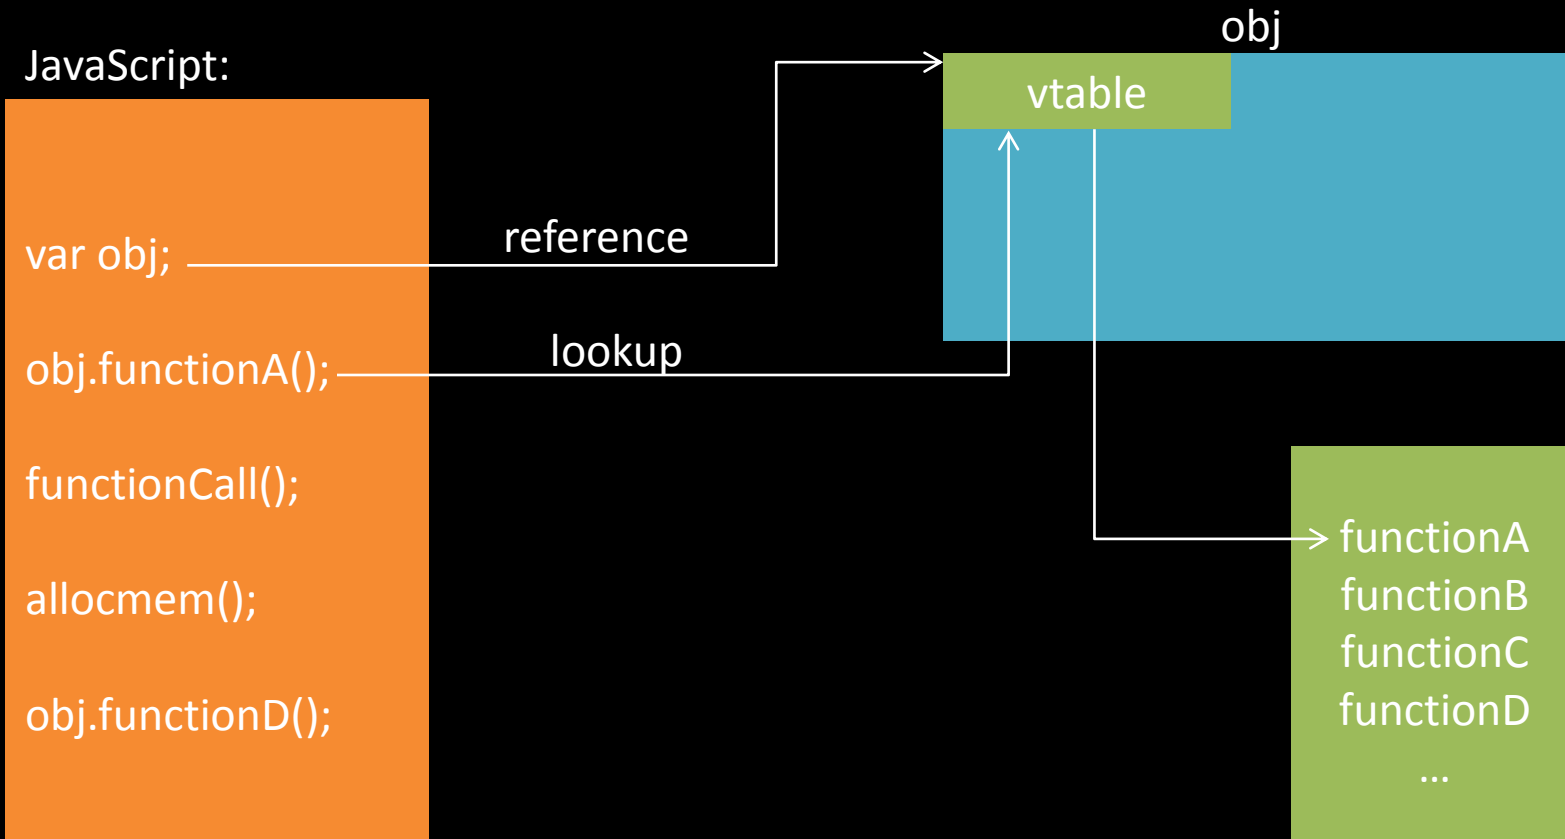 JavaScript:
var obj;
obj.functionA();
functionCall();
allocmem();
obj.functionD();
reference
lookup
obj
vtable
functionA
functionB
functionC
functionD
...